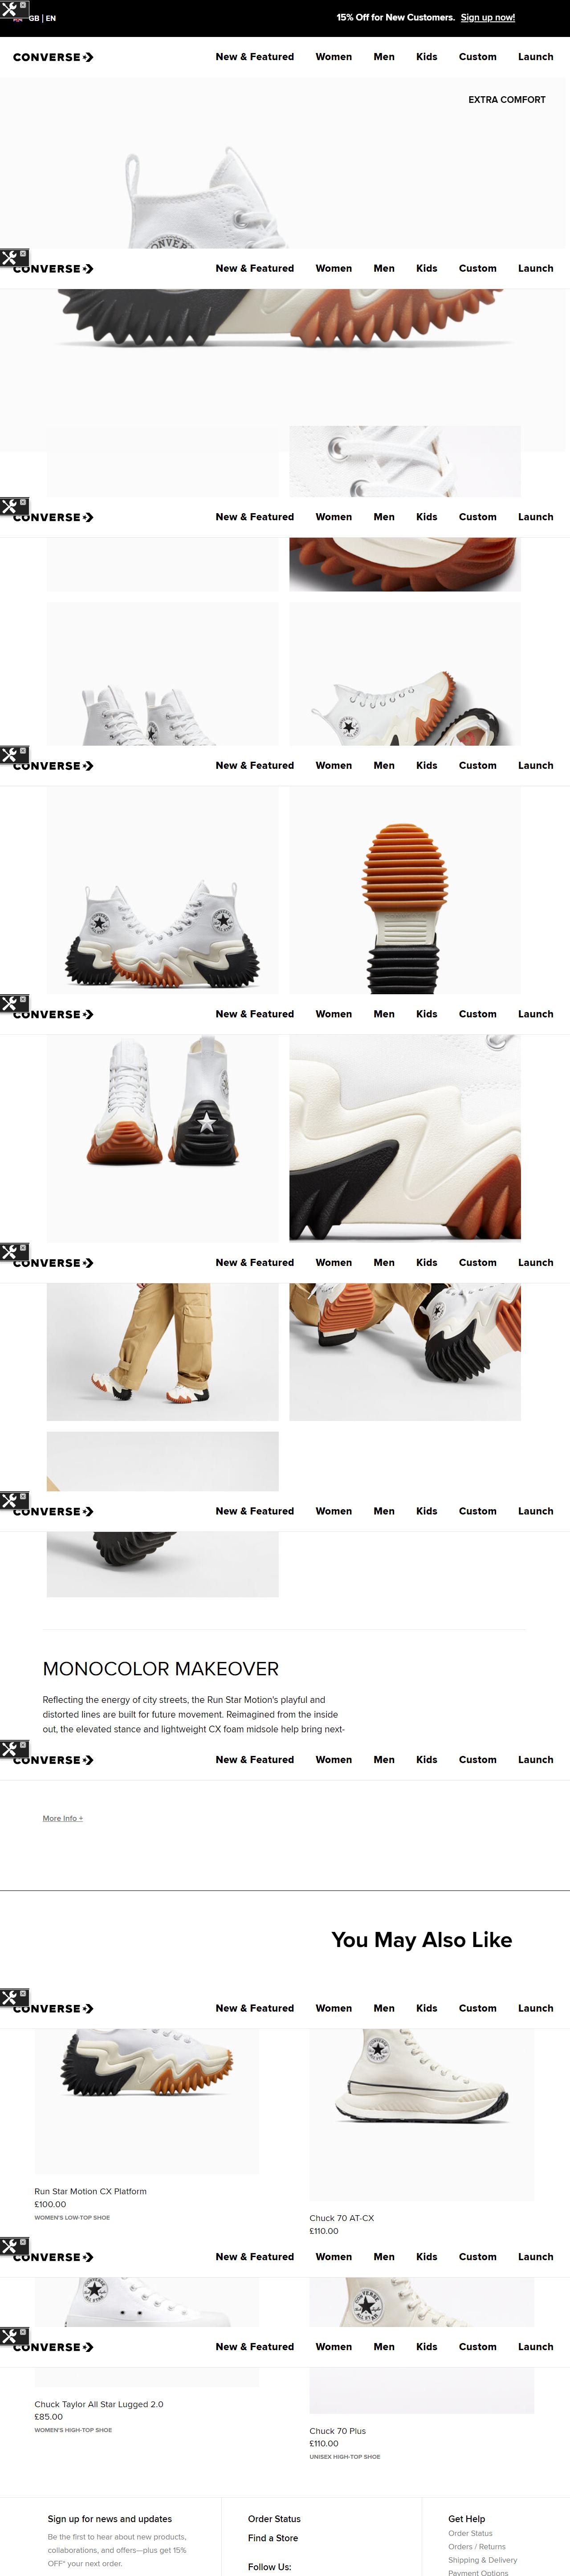 GB | EN
15% Off for New Customers. Sign up now!
CONVERSE
New & Featured Women Men Kids Custom Launch
EXTRA COMFORT
CONVERSE
New & Featured Women Men Kids Custom Launch
CONVERSE
New & Featured Women Men Kids Custom Launch
CONVERSE
New & Featured Women Men Kids Custom Launch
CONVERSE
New & Featured Women Men Kids Custom Launch
CONVERSE
New & Featured Women Men Kids Custom Launch
CONVERSE
New & Featured Women Men Kids Custom Launch
MONOCOLOR MAKEOVER
Reflecting the energy of city streets, the Run Star Motion's playful and
distorted lines are built for future movement. Reimagined from the inside
out, the elevated stance and lightweight CX foam midsole help bring next-
CONVERSE
New & Featured Women Men Kids Custom Launch
More Info +
You May Also Like
CONVERSE
New & Featured Women Men Kids Custom Launch
Run Star Motion CX Platform
£100.00
WOMEN'S LOW-TOP SHOE
Chuck 70 AT-CX
£110.00
CONVERSE
New & Featured Women Men Kids Custom Launch
CONVERSE
New & Featured Women Men Kids Custom Launch
Chuck Taylor All Star Lugged 2.0
£85.00
WOMEN'S HIGH-TOP SHOE
Chuck 70 Plus
£110.00
UNISEX HIGH-TOP SHOE
Sign up for news and updates
Be the first to hear about new products,
collaborations, and offers—plus get 15%
OFF* your next order.
Order Status
Find a Store
Follow Us:
Get Help
Order Status
Orders / Returns
Shipping & Delivery
Payment Options